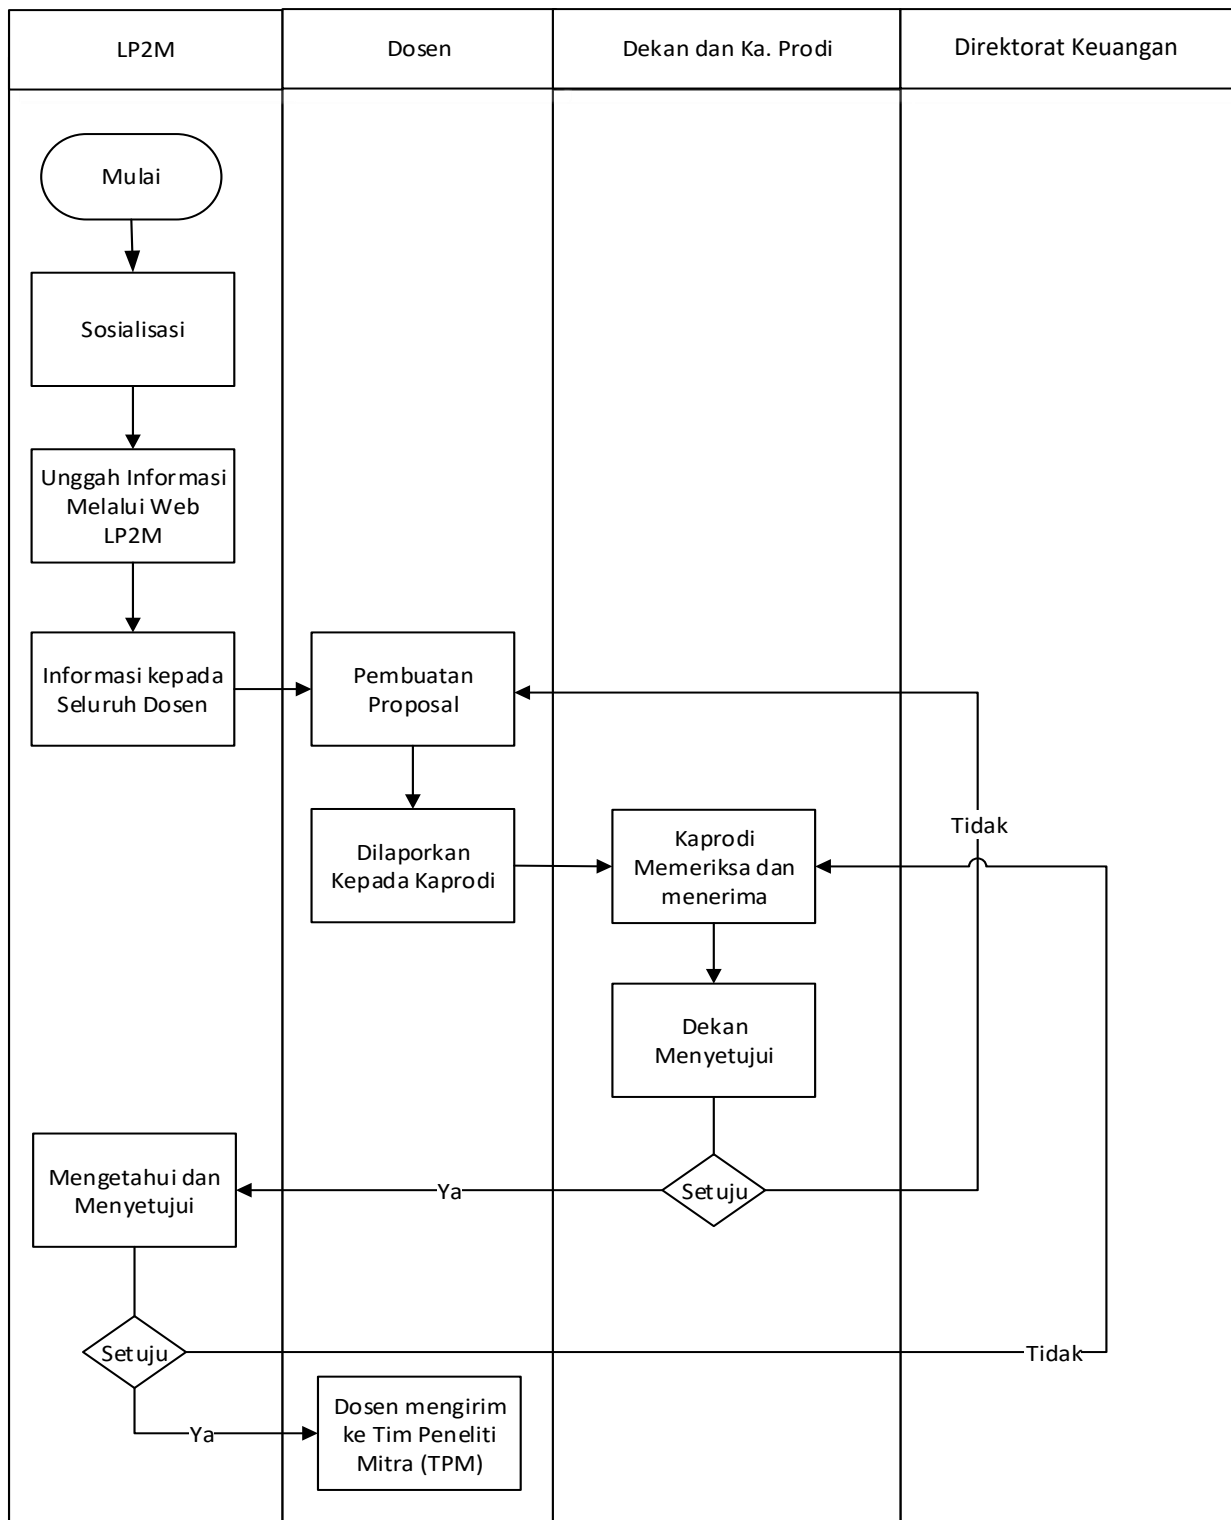 LP2M
Dosen
Dekan dan Ka. Prodi
Direktorat Keuangan
Mulai
Sosialisasi
Unggah Informasi
Melalui Web
LP2M
Informasi kepada
Seluruh Dosen
Pembuatan
Proposal
Dilaporkan
Kepada Kaprodi
Kaprodi
Memeriksa dan
menerima
Tidak
Dekan
Menyetujui
Setuju
Ya
Mengetahui dan
Menyetujui
Setuju
Tidak
Ya
Dosen mengirim
ke Tim Peneliti
Mitra (TPM)